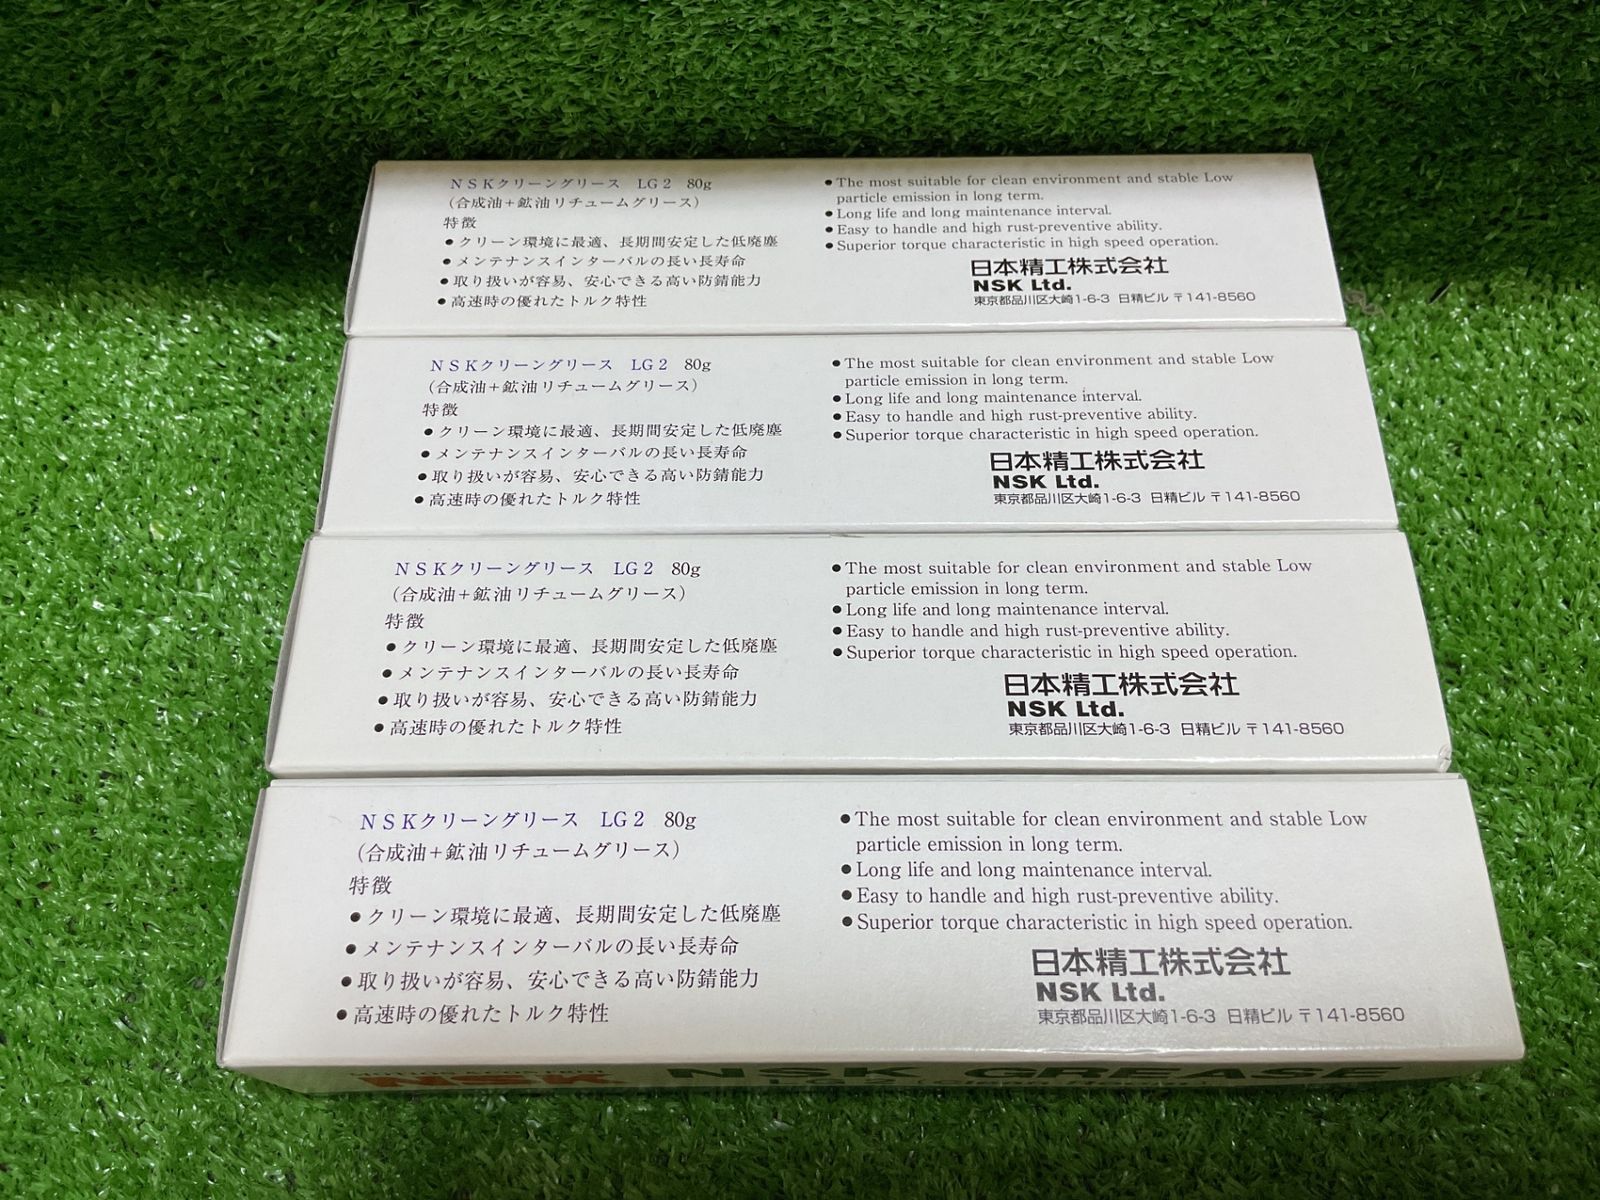 NSKクリーングリース LG2 80g
(合成油+鉱油リチュームグリース)
特徴
●クリーン環境に最適、長期間安定した低廃塵
●メンテナンスインターバルの長い長寿命
●取り扱いが容易、安心できる高い防錆能力
●高速時の優れたトルク特性
●The most suitable for clean environment and stable Low
particle emission in long term.
●Long life and long maintenance interval.
●Easy to handle and high rust-preventive ability.
●Superior torque characteristic in high speed operation.
日本精工株式会社
NSK Ltd.
東京都品川区大崎1-6-3 日精ビル 〒141-8560
NSKクリーングリース LG2 80g
(合成油+鉱油リチュームグリース)
特徴
●クリーン環境に最適、長期間安定した低廃塵
●メンテナンスインターバルの長い長寿命
●取り扱いが容易、安心できる高い防錆能力
●高速時の優れたトルク特性
●The most suitable for clean environment and stable Low
particle emission in long term.
●Long life and long maintenance interval.
●Easy to handle and high rust-preventive ability.
●Superior torque characteristic in high speed operation.
日本精工株式会社
NSK Ltd.
東京都品川区大崎1-6-3 日精ビル 〒141-8560
NSKクリーングリース LG2 80g
(合成油+鉱油リチュームグリース)
特徴
●クリーン環境に最適、長期間安定した低廃塵
●メンテナンスインターバルの長い長寿命
●取り扱いが容易、安心できる高い防錆能力
●高速時の優れたトルク特性
●The most suitable for clean environment and stable Low
particle emission in long term.
●Long life and long maintenance interval.
●Easy to handle and high rust-preventive ability.
●Superior torque characteristic in high speed operation.
日本精工株式会社
NSK Ltd.
東京都品川区大崎1-6-3 日精ビル 〒141-8560
NSKクリーングリース LG2 80g
(合成油+鉱油リチュームグリース)
特徴
●クリーン環境に最適、長期間安定した低廃塵
●メンテナンスインターバルの長い長寿命
●取り扱いが容易、安心できる高い防錆能力
●高速時の優れたトルク特性
●The most suitable for clean environment and stable Low
particle emission in long term.
●Long life and long maintenance interval.
●Easy to handle and high rust-preventive ability.
●Superior torque characteristic in high speed operation.
日本精工株式会社
NSK Ltd.
東京都品川区大崎1-6-3 日精ビル 〒141-8560
NSK NSK GREASE
LG2